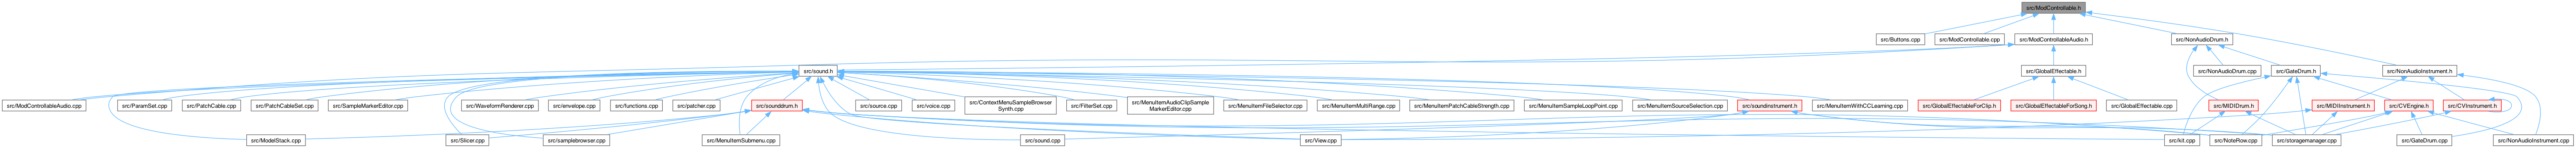 src/ModControllable.h
src/Buttons.cpp
src/ModControllable.cpp
src/ModControllableAudio.h
src/NonAudioDrum.h
src/sound.h
src/GlobalEffectable.h
src/NonAudioDrum.cpp
src/GateDrum.h
src/NonAudioInstrument.h
src/ModControllableAudio.cpp
src/ParamSet.cpp
src/PatchCable.cpp
src/PatchCableSet.cpp
src/SampleMarkerEditor.cpp
src/WaveformRenderer.cpp
src/envelope.cpp
src/functions.cpp
src/patcher.cpp
src/sounddrum.h
src/source.cpp
src/voice.cpp
src/ContextMenuSampleBrowser
Synth.cpp
src/FilterSet.cpp
src/MenuItemAudioClipSample
MarkerEditor.cpp
src/MenuItemFileSelector.cpp
src/MenuItemMultiRange.cpp
src/MenuItemPatchCableStrength.cpp
src/MenuItemSampleLoopPoint.cpp
src/MenuItemSourceSelection.cpp
src/soundinstrument.h
src/MenuItemWithCCLearning.cpp
src/GlobalEffectableForClip.h
src/GlobalEffectableForSong.h
src/GlobalEffectable.cpp
src/MIDIDrum.h
src/MIDIInstrument.h
src/CVEngine.h
src/CVInstrument.h
src/ModelStack.cpp
src/Slicer.cpp
src/samplebrowser.cpp
src/MenuItemSubmenu.cpp
src/sound.cpp
src/View.cpp
src/kit.cpp
src/NoteRow.cpp
src/storagemanager.cpp
src/GateDrum.cpp
src/NonAudioInstrument.cpp